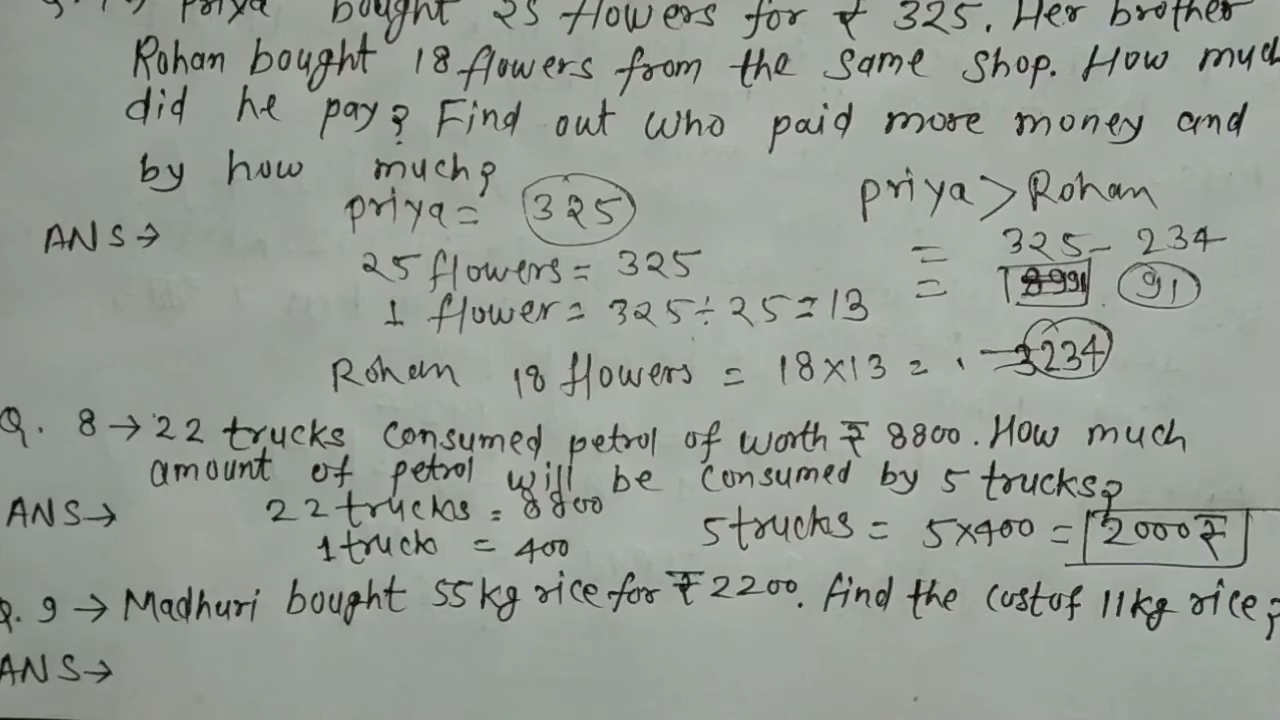 Priya bought 25 flowers for ₹ 325. Her brother
Rohan bought 18 flowers from the same shop. How much
did he pay? Find out who paid more money and
by how much?
ANS→
priya = 325
25 flowers = 325
1 flower = 325÷25=13
Rohan 18 flowers = 18×13 = 234
priya > Rohan
= 325- 234
= 91
Q. 8→ 22 trucks consumed petrol of worth ₹ 8800. How much
amount of petrol will be consumed by 5 trucks?
ANS→
22 trucks = 8800
1 truck = 400
5 trucks = 5×400 = 2000₹
Q. 9 → Madhuri bought 55 kg rice for ₹2200. find the cost of 11 kg rice?
ANS→